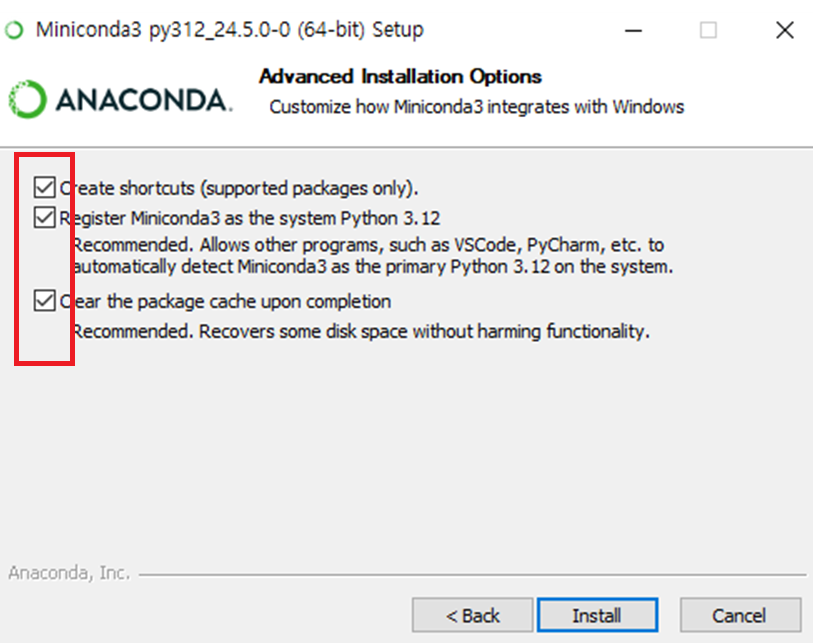 Miniconda3 py312_24.5.0-0 (64-bit) Setup
ANACONDA.
Advanced Installation Options
Customize how Miniconda3 integrates with Windows
Create shortcuts (supported packages only).
Register Miniconda3 as the system Python 3.12
Recommended. Allows other programs, such as VSCode, PyCharm, etc. to
automatically detect Miniconda3 as the primary Python 3.12 on the system.
Clear the package cache upon completion
Recommended. Recovers some disk space without harming functionality.
Anaconda, Inc.
< Back
Install
Cancel